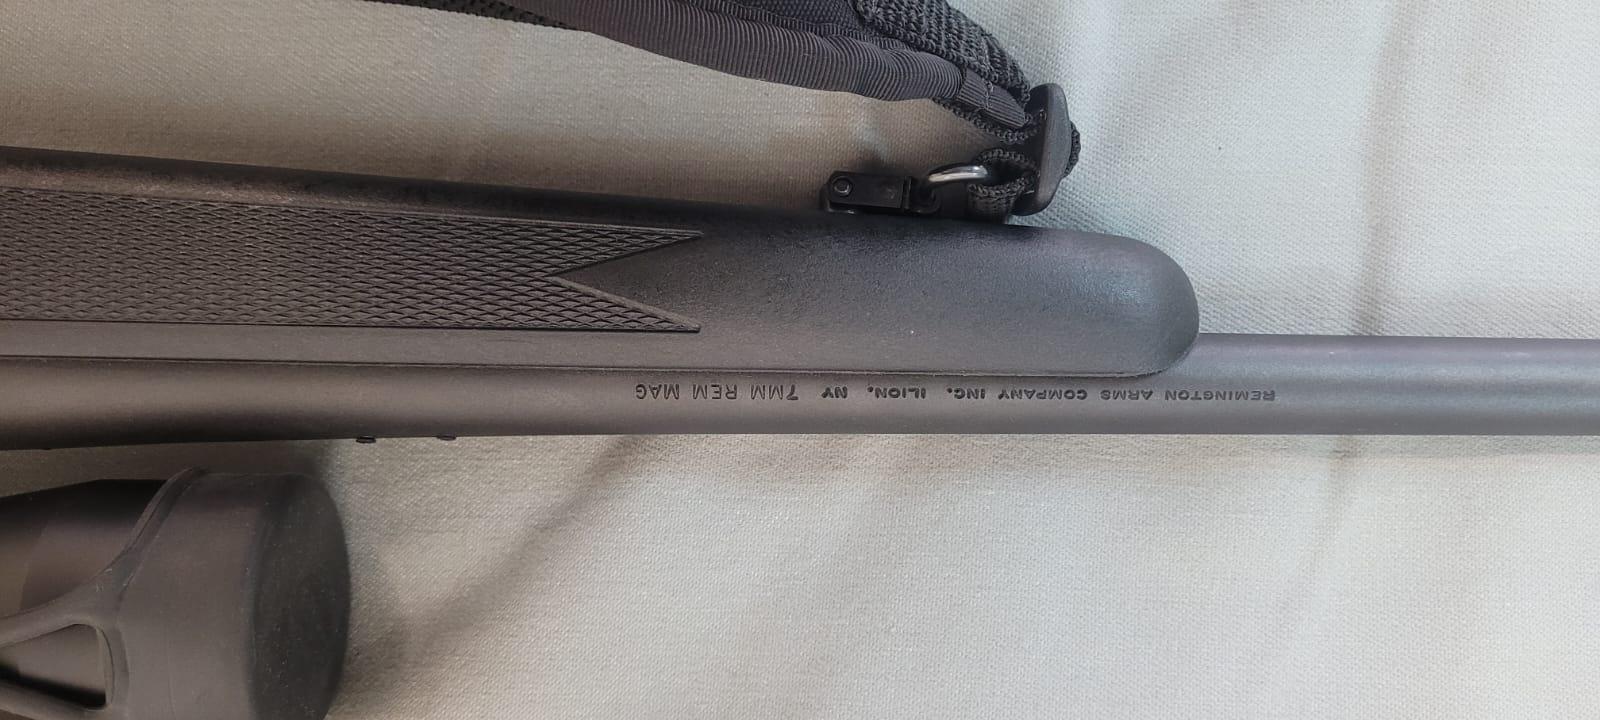 REMINGTON ARMS COMPANY INC. ILION, NY 7MM REM MAG